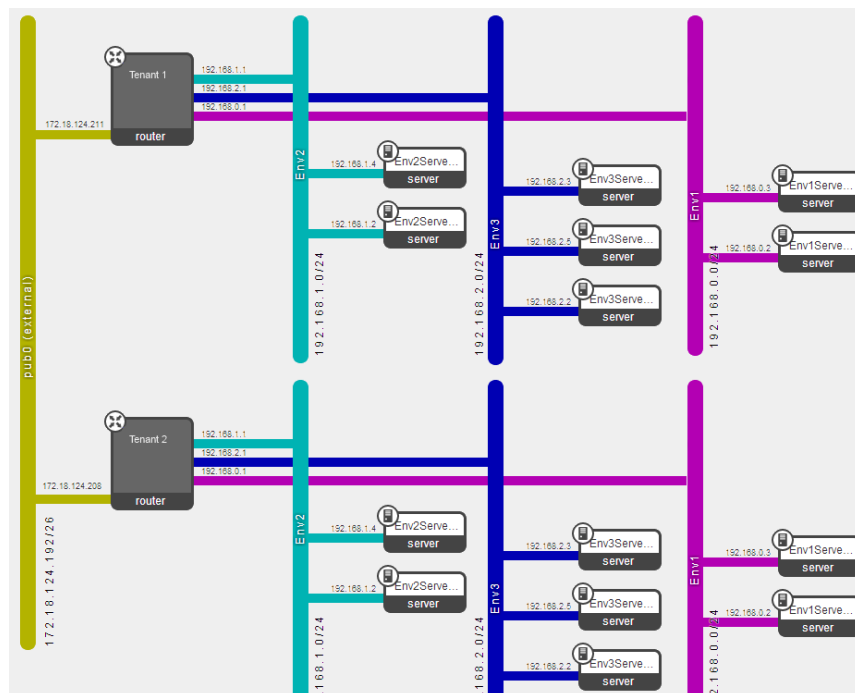 Tenant 1
router
172.18.124.211
192.168.1.1
192.168.2.1
192.168.0.1
Env2
192.168.1.4
Env2Serve...
server
192.168.1.2
Env2Serve...
server
192.168.1.0/24
Env3
192.168.2.3
Env3Serve...
server
192.168.2.5
Env3Serve...
server
192.168.2.2
Env3Serve...
server
192.168.2.0/24
Env1
192.168.0.3
Env1Serve...
server
192.168.0.2
Env1Serve...
server
192.168.0.0/24
pub0 (external)
172.18.124.192/26
Tenant 2
router
172.18.124.208
192.168.1.1
192.168.2.1
192.168.0.1
Env2
192.168.1.4
Env2Serve...
server
192.168.1.2
Env2Serve...
server
.168.1.0/24
Env3
192.168.2.3
Env3Serve...
server
192.168.2.5
Env3Serve...
server
192.168.2.2
Env3Serve...
server
.168.2.0/24
Env1
192.168.0.3
Env1Serve...
server
192.168.0.2
Env1Serve...
server
2.168.0.0/24